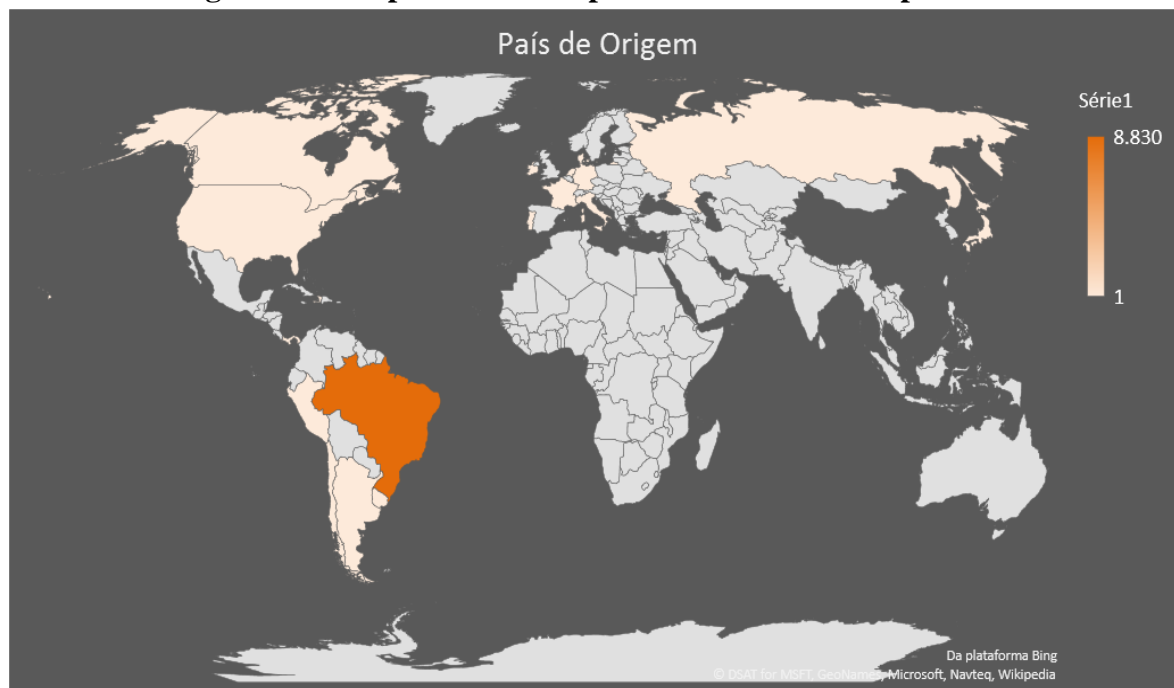 País de Origem
Série1
8.830
1
Da plataforma Bing
© DSAT for MSFT, GeoNames, Microsoft, Navteq, Wikipedia